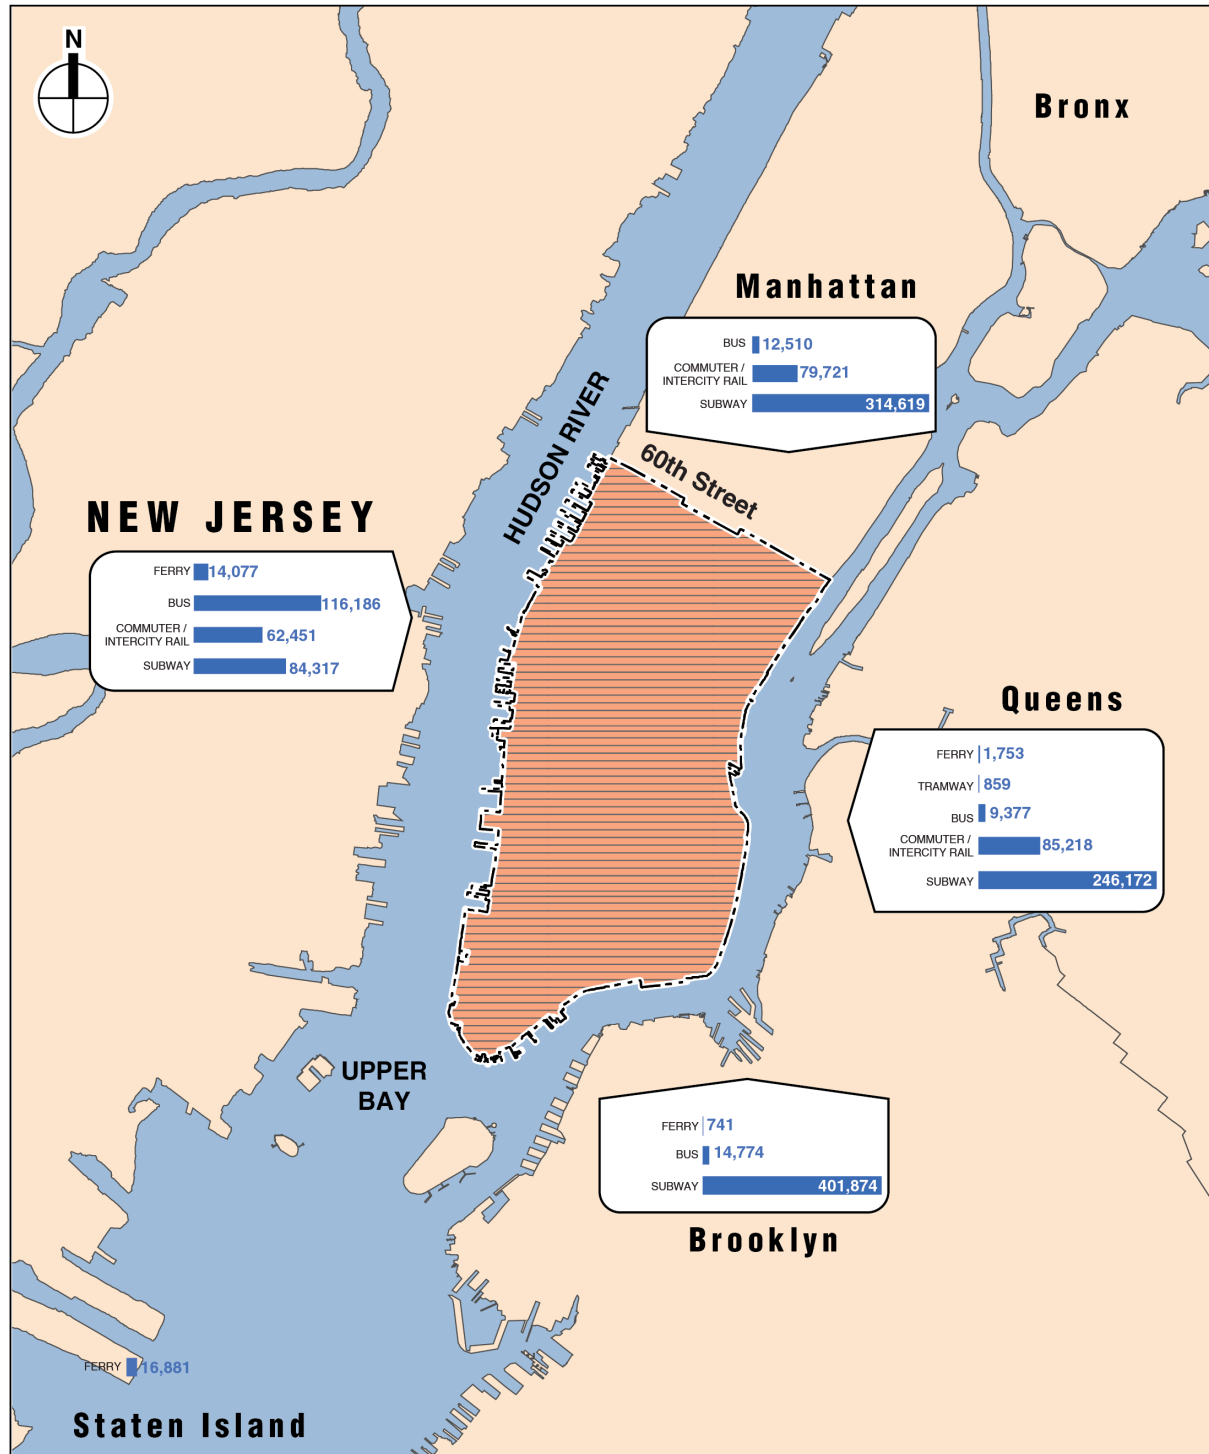 N
Bronx
Manhattan
BUS 12,510
COMMUTER /
INTERCITY RAIL 79,721
SUBWAY 314,619
HUDSON RIVER
60th Street
NEW JERSEY
FERRY 14,077
BUS 116,186
COMMUTER /
INTERCITY RAIL 62,451
SUBWAY 84,317
Queens
FERRY 1,753
TRAMWAY 859
BUS 9,377
COMMUTER /
INTERCITY RAIL 85,218
SUBWAY 246,172
UPPER
BAY
FERRY 741
BUS 14,774
SUBWAY 401,874
Brooklyn
FERRY 16,881
Staten Island